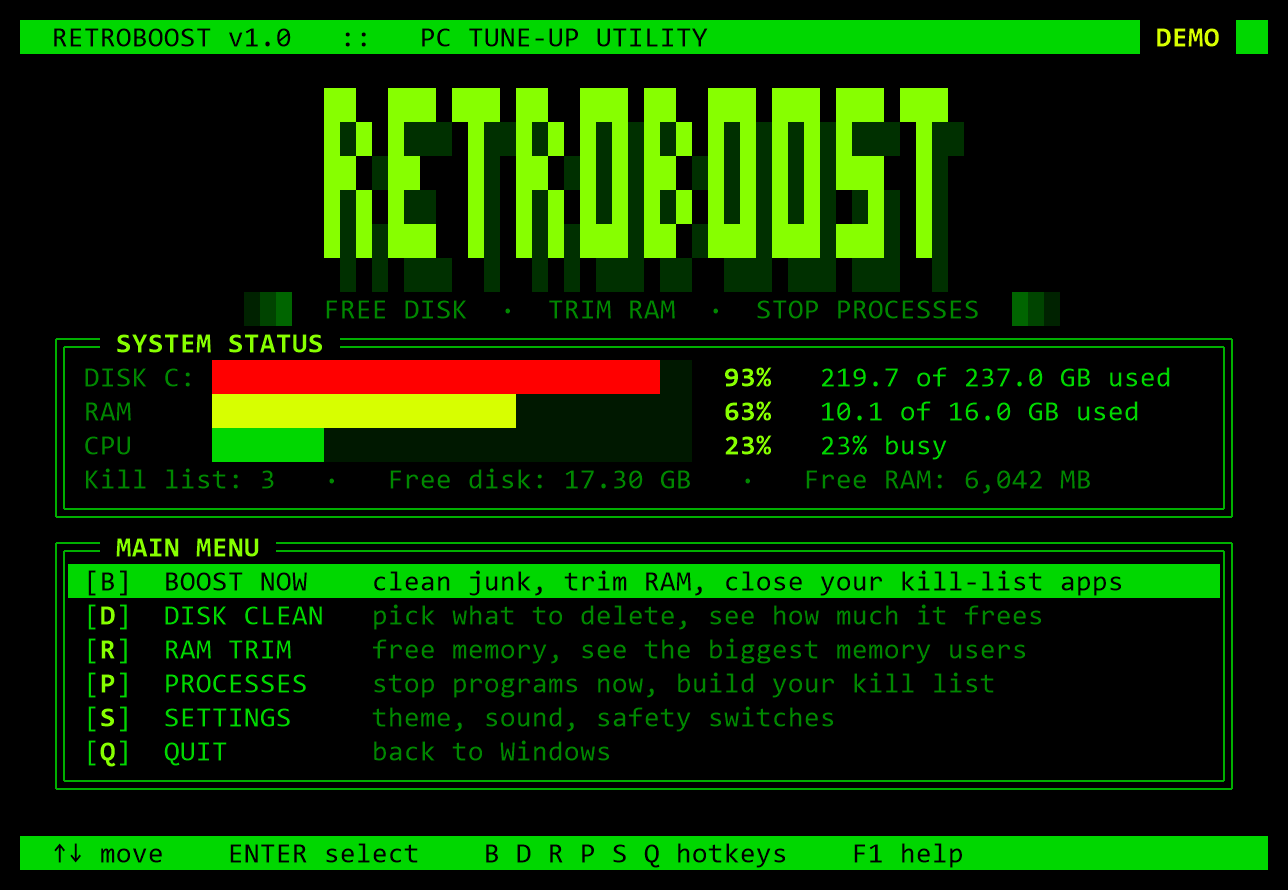 RETROBOOST v1.0 :: PC TUNE-UP UTILITY DEMO
RETROBOOST
FREE DISK · TRIM RAM · STOP PROCESSES
SYSTEM STATUS
DISK C: 93% 219.7 of 237.0 GB used
RAM 63% 10.1 of 16.0 GB used
CPU 23% 23% busy
Kill list: 3 · Free disk: 17.30 GB · Free RAM: 6,042 MB
MAIN MENU
[B] BOOST NOW clean junk, trim RAM, close your kill-list apps
[D] DISK CLEAN pick what to delete, see how much it frees
[R] RAM TRIM free memory, see the biggest memory users
[P] PROCESSES stop programs now, build your kill list
[S] SETTINGS theme, sound, safety switches
[Q] QUIT back to Windows
↑↓ move ENTER select B D R P S Q hotkeys F1 help